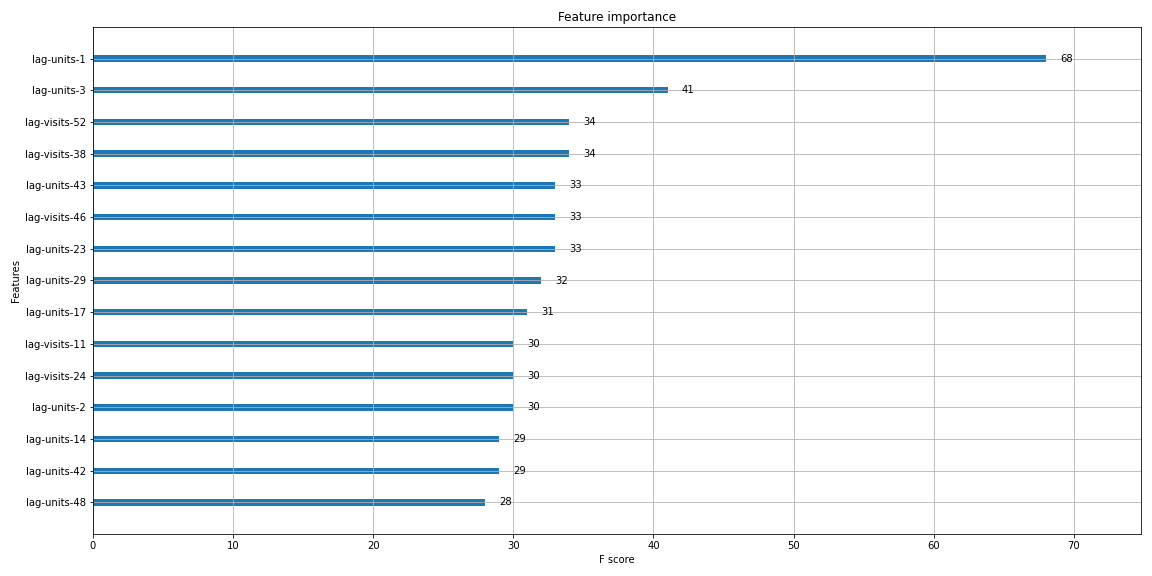 Feature importance
lag-units-1 68
lag-units-3 41
lag-visits-52 34
lag-visits-38 34
lag-units-43 33
lag-visits-46 33
lag-units-23 33
lag-units-29 32
lag-units-17 31
lag-visits-11 30
lag-visits-24 30
lag-units-2 30
lag-units-14 29
lag-units-42 29
lag-units-48 28
Features
0 10 20 30 40 50 60 70
F score